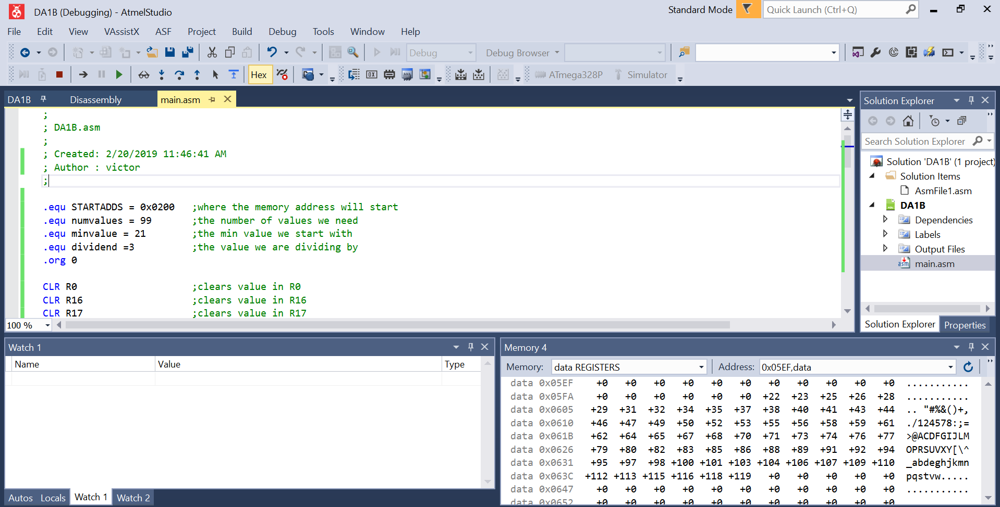 DA1B (Debugging) - AtmelStudio
Standard Mode
Quick Launch (Ctrl+Q)
File Edit View VAssistX ASF Project Build Debug Tools Window Help
Debug Debug Browser
Hex ATmega328P Simulator
DA1B Disassembly main.asm
;
; DA1B.asm
;
; Created: 2/20/2019 11:46:41 AM
; Author : victor
;
.equ STARTADDS = 0x0200 ;where the memory address will start
.equ numvalues = 99 ;the number of values we need
.equ minvalue = 21 ;the min value we start with
.equ dividend =3 ;the value we are dividing by
.org 0
CLR R0 ;clears value in R0
CLR R16 ;clears value in R16
CLR R17 ;clears value in R17
100 %
Solution Explorer
Search Solution Explorer
Solution 'DA1B' (1 project)
Solution Items
AsmFile1.asm
DA1B
Dependencies
Labels
Output Files
main.asm
Solution Explorer Properties
Watch 1
Name Value Type
Autos Locals Watch 1 Watch 2
Memory 4
Memory: data REGISTERS Address: 0x05EF,data
data 0x05EF +0 +0 +0 +0 +0 +0 +0 +0 +0 +0 +0 ...........
data 0x05FA +0 +0 +0 +0 +0 +0 +22 +23 +25 +26 +28 ...........
data 0x0605 +29 +31 +32 +34 +35 +37 +38 +40 +41 +43 +44 .. "#%&()+,
data 0x0610 +46 +47 +49 +50 +52 +53 +55 +56 +58 +59 +61 ./124578:;=
data 0x061B +62 +64 +65 +67 +68 +70 +71 +73 +74 +76 +77 >@ACDFGIJLM
data 0x0626 +79 +80 +82 +83 +85 +86 +88 +89 +91 +92 +94 OPRSUVXY[\^
data 0x0631 +95 +97 +98 +100 +101 +103 +104 +106 +107 +109 +110 _abdeghjkmn
data 0x063C +112 +113 +115 +116 +118 +119 +0 +0 +0 +0 +0 pqstvw.....
data 0x0647 +0 +0 +0 +0 +0 +0 +0 +0 +0 +0 +0 ...........
data 0x0652 +0 +0 +0 +0 +0 +0 +0 +0 +0 +0 +0